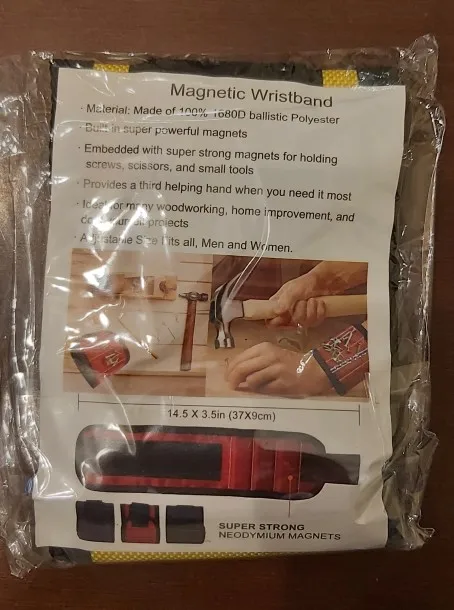 Magnetic Wristband
· Material: Made of 100% 1680D ballistic Polyester
· Built in super powerful magnets
· Embedded with super strong magnets for holding
screws, scissors, and small tools
· Provides a third helping hand when you need it most
· Ideal for many woodworking, home improvement, and
projects
· Adjustable Size Fits all, Men and Women.
14.5 X 3.5in (37X9cm)
SUPER STRONG
NEODYMIUM MAGNETS